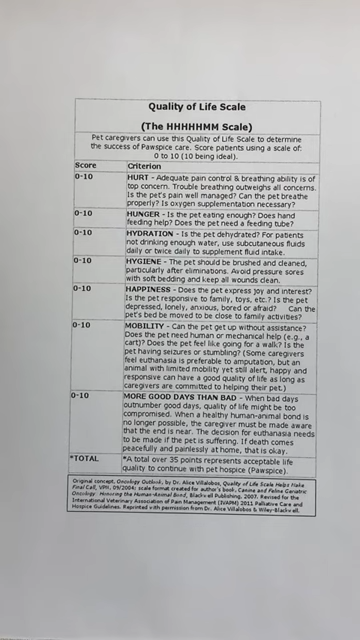 Quality of Life Scale
(The HHHHHMM Scale)
Pet caregivers can use this Quality of Life Scale to determine
the success of Pawspice care. Score patients using a scale of:
0 to 10 (10 being ideal).
Score Criterion
0-10 HURT - Adequate pain control & breathing ability is of
top concern. Trouble breathing outweighs all concerns.
Is the pet's pain well managed? Can the pet breathe
properly? Is oxygen supplementation necessary?
0-10 HUNGER - Is the pet eating enough? Does hand
feeding help? Does the pet need a feeding tube?
0-10 HYDRATION - Is the pet dehydrated? For patients
not drinking enough water, use subcutaneous fluids
daily or twice daily to supplement fluid intake.
0-10 HYGIENE - The pet should be brushed and cleaned,
particularly after eliminations. Avoid pressure sores
with soft bedding and keep all wounds clean.
0-10 HAPPINESS - Does the pet express joy and interest?
Is the pet responsive to family, toys, etc.? Is the pet
depressed, lonely, anxious, bored or afraid? Can the
pet's bed be moved to be close to family activities?
0-10 MOBILITY - Can the pet get up without assistance?
Does the pet need human or mechanical help (e.g., a
cart)? Does the pet feel like going for a walk? Is the
pet having seizures or stumbling? (Some caregivers
feel euthanasia is preferable to amputation, but an
animal with limited mobility yet still alert, happy and
responsive can have a good quality of life as long as
caregivers are committed to helping their pet.)
0-10 MORE GOOD DAYS THAN BAD - When bad days
outnumber good days, quality of life might be too
compromised. When a healthy human-animal bond is
no longer possible, the caregiver must be made aware
that the end is near. The decision for euthanasia needs
to be made if the pet is suffering. If death comes
peacefully and painlessly at home, that is okay.
*TOTAL *A total over 35 points represents acceptable life
quality to continue with pet hospice (Pawspice).
Original concept, Oncology Outlook, by Dr. Alice Villalobos, Quality of Life Scale Helps Make
Final Call, VPN, 09/2004; scale format created for author's book, Canine and Feline Geriatric
Oncology: Honoring the Human-Animal Bond, Blackwell Publishing, 2007. Revised for the
International Veterinary Association of Pain Management (IVAPM) 2011 Palliative Care and
Hospice Guidelines. Reprinted with permission from Dr. Alice Villalobos & Wiley-Blackwell.